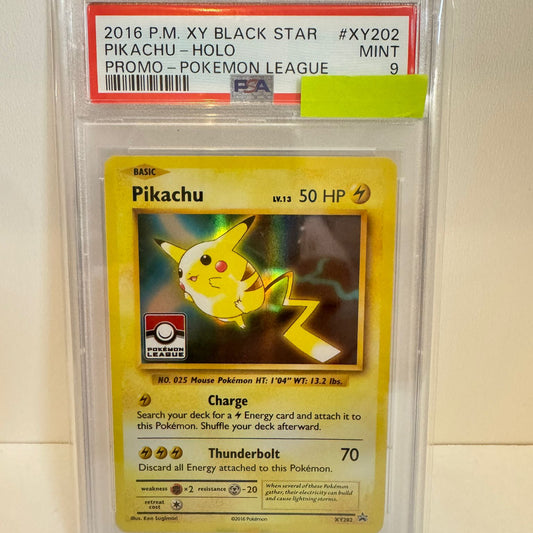 2016 P.M. XY BLACK STAR #XY202
PIKACHU - HOLO MINT
PROMO - POKEMON LEAGUE 9
PSA
BASIC
Pikachu LV.13 50 HP
POKÉMON
LEAGUE
NO. 025 Mouse Pokémon HT: 1'04" WT: 13.2 lbs.
Charge
Search your deck for a Energy card and attach it to
this Pokémon. Shuffle your deck afterward.
Thunderbolt 70
Discard all Energy attached to this Pokémon.
weakness ×2 resistance -20
When several of these Pokémon
gather, their electricity can build
and cause lightning storms.
retreat
cost
Illus. Ken Sugimori
©2016 Pokémon
XY202